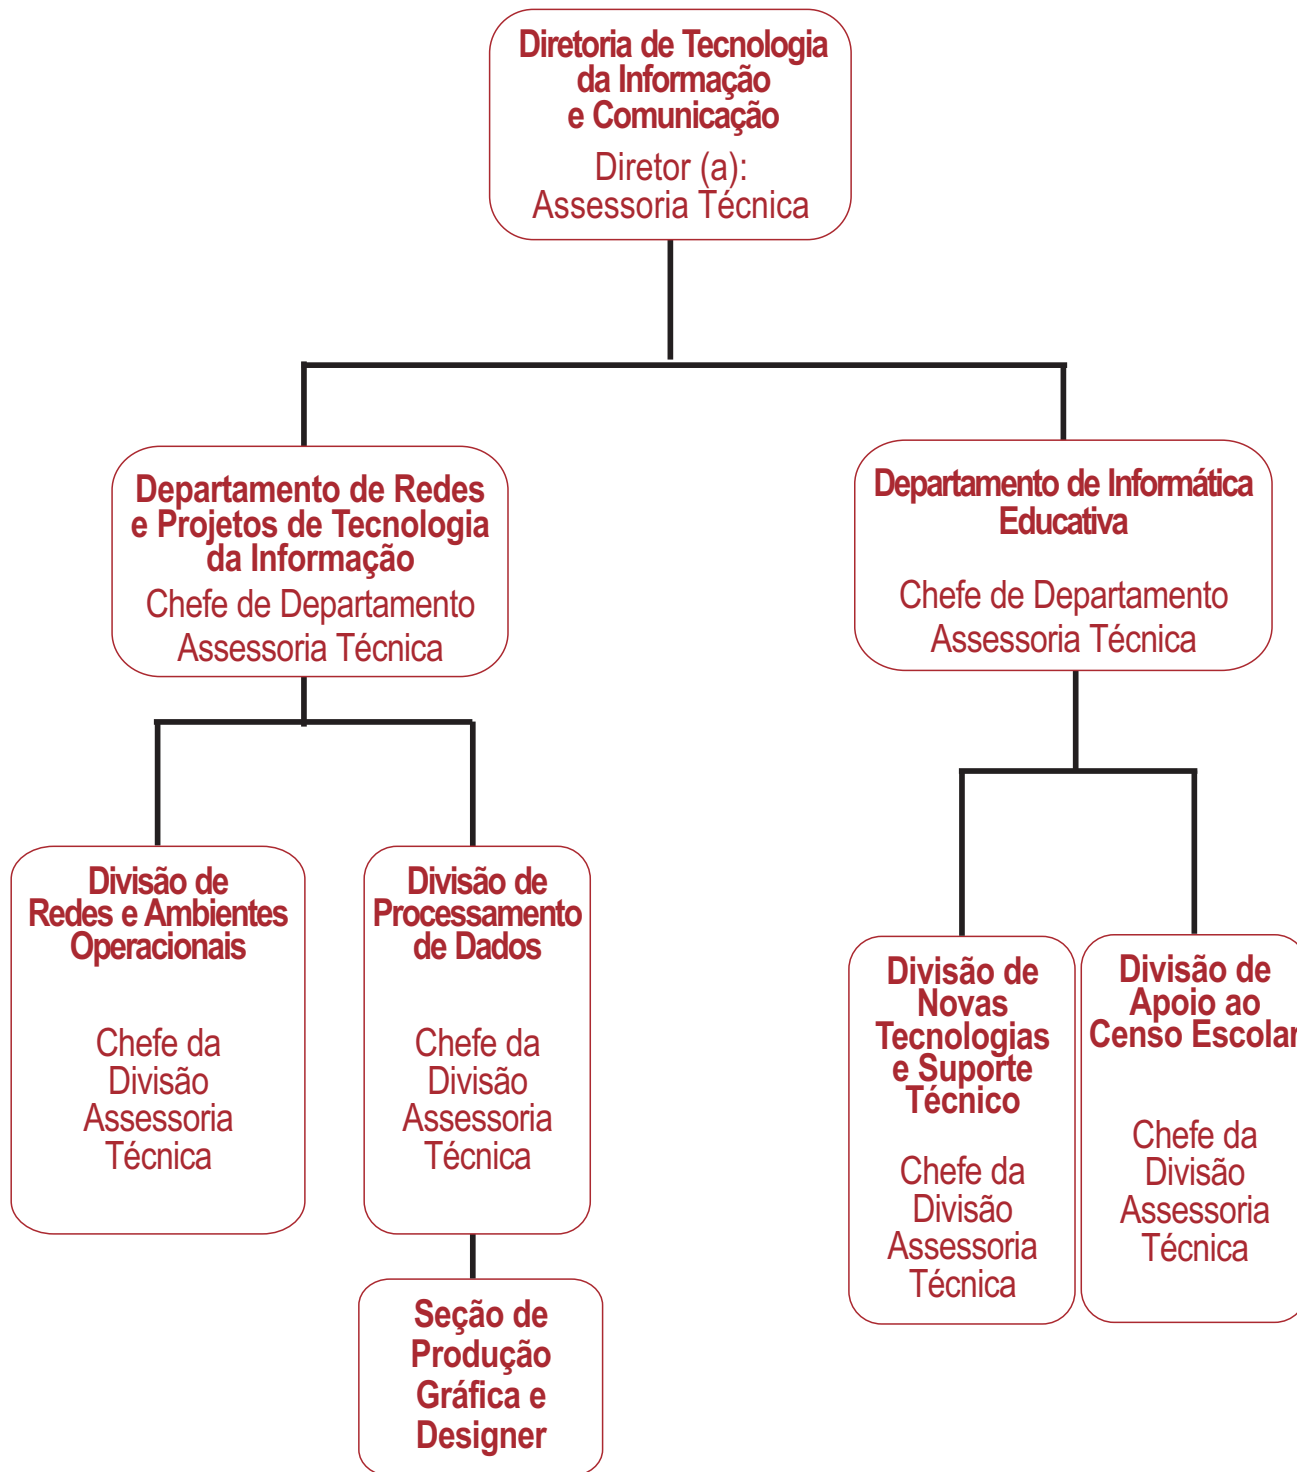 Diretoria de Tecnologia
da Informação
e Comunicação
Diretor (a):
Assessoria Técnica
Departamento de Redes
e Projetos de Tecnologia
da Informação
Chefe de Departamento
Assessoria Técnica
Departamento de Informática
Educativa
Chefe de Departamento
Assessoria Técnica
Divisão de
Redes e Ambientes
Operacionais
Chefe da
Divisão
Assessoria
Técnica
Divisão de
Processamento
de Dados
Chefe da
Divisão
Assessoria
Técnica
Divisão de
Novas
Tecnologias
e Suporte
Técnico
Chefe da
Divisão
Assessoria
Técnica
Divisão de
Apoio ao
Censo Escolar
Chefe da
Divisão
Assessoria
Técnica
Seção de
Produção
Gráfica e
Designer